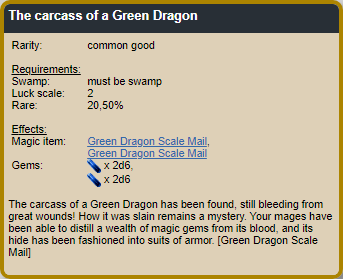 The carcass of a Green Dragon
Rarity: common good
Requirements:
Swamp: must be swamp
Luck scale: 2
Rare: 20,50%
Effects:
Magic item: Green Dragon Scale Mail,
Green Dragon Scale Mail
Gems: x 2d6,
x 2d6
The carcass of a Green Dragon has been found, still bleeding from
great wounds! How it was slain remains a mystery. Your mages have
been able to distill a wealth of magic gems from its blood, and its
hide has been fashioned into suits of armor. [Green Dragon Scale
Mail]